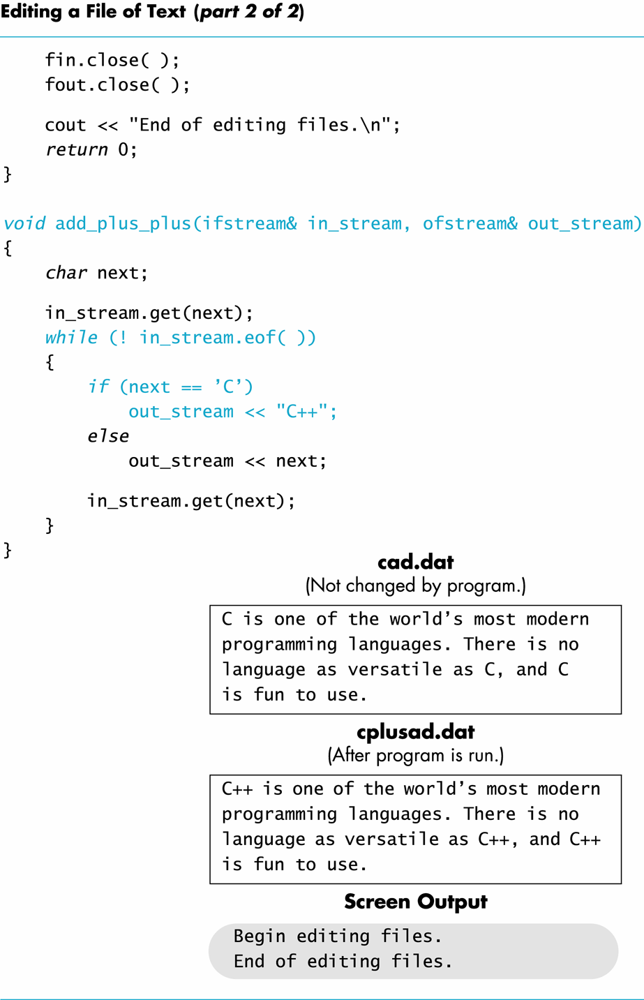 Editing a File of Text (part 2 of 2)
    fin.close( );
    fout.close( );
    cout << "End of editing files.\n";
    return 0;
}
void add_plus_plus(ifstream& in_stream, ofstream& out_stream)
{
    char next;
    in_stream.get(next);
    while (! in_stream.eof( ))
    {
        if (next == ’C’)
            out_stream << "C++";
        else
            out_stream << next;
        in_stream.get(next);
    }
}
cad.dat
(Not changed by program.)
C is one of the world’s most modern
programming languages. There is no
language as versatile as C, and C
is fun to use.
cplusad.dat
(After program is run.)
C++ is one of the world’s most modern
programming languages. There is no
language as versatile as C++, and C++
is fun to use.
Screen Output
Begin editing files.
End of editing files.